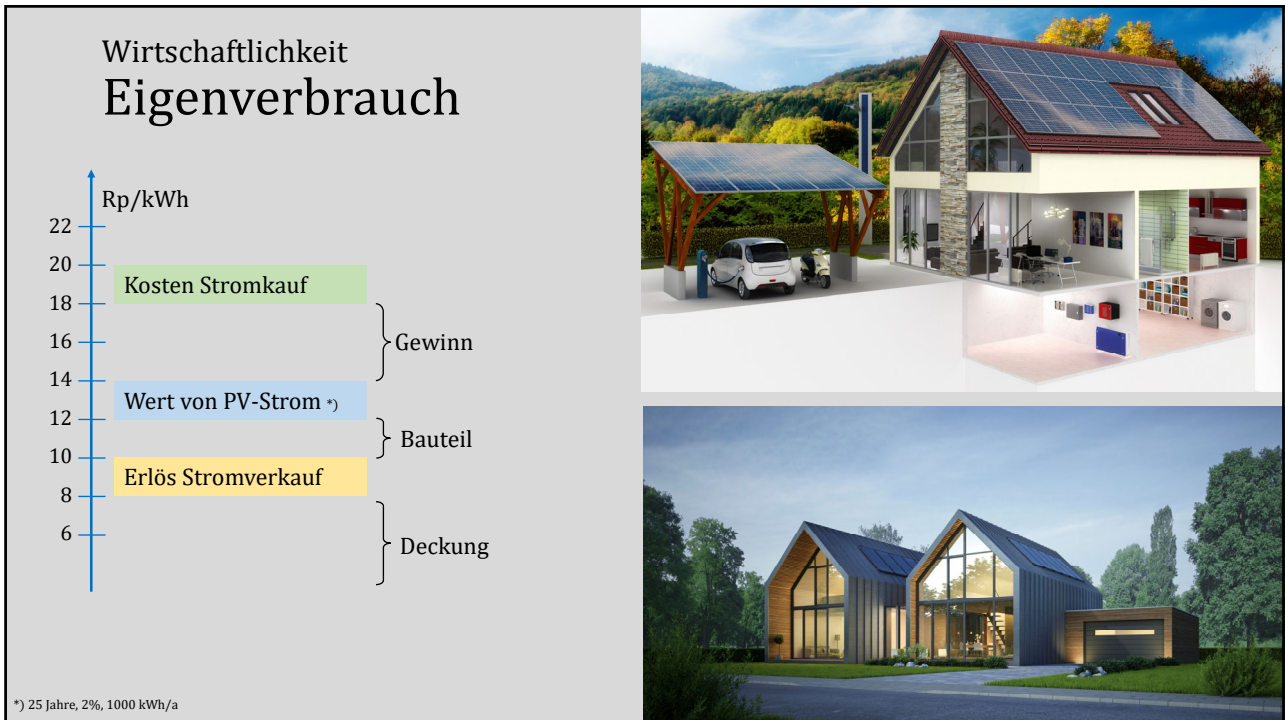 Wirtschaftlichkeit
Eigenverbrauch
Rp/kWh
22
20
Kosten Stromkauf
18
16
Gewinn
14
Wert von PV-Strom *)
12
Bauteil
10
Erlös Stromverkauf
8
Deckung
6
*) 25 Jahre, 2%, 1000 kWh/a